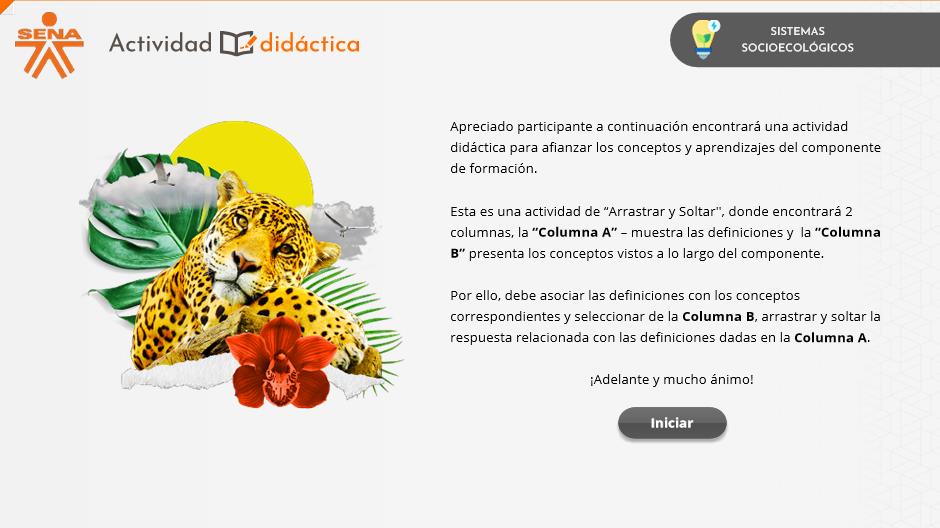 SENA
Actividad didáctica
SISTEMAS
SOCIOECOLÓGICOS
Apreciado participante a continuación encontrará una actividad
didáctica para afianzar los conceptos y aprendizajes del componente
de formación.
Esta es una actividad de “Arrastrar y Soltar'', donde encontrará 2
columnas, la “Columna A” – muestra las definiciones y la “Columna
B” presenta los conceptos vistos a lo largo del componente.
Por ello, debe asociar las definiciones con los conceptos
correspondientes y seleccionar de la Columna B, arrastrar y soltar la
respuesta relacionada con las definiciones dadas en la Columna A.
¡Adelante y mucho ánimo!
Iniciar